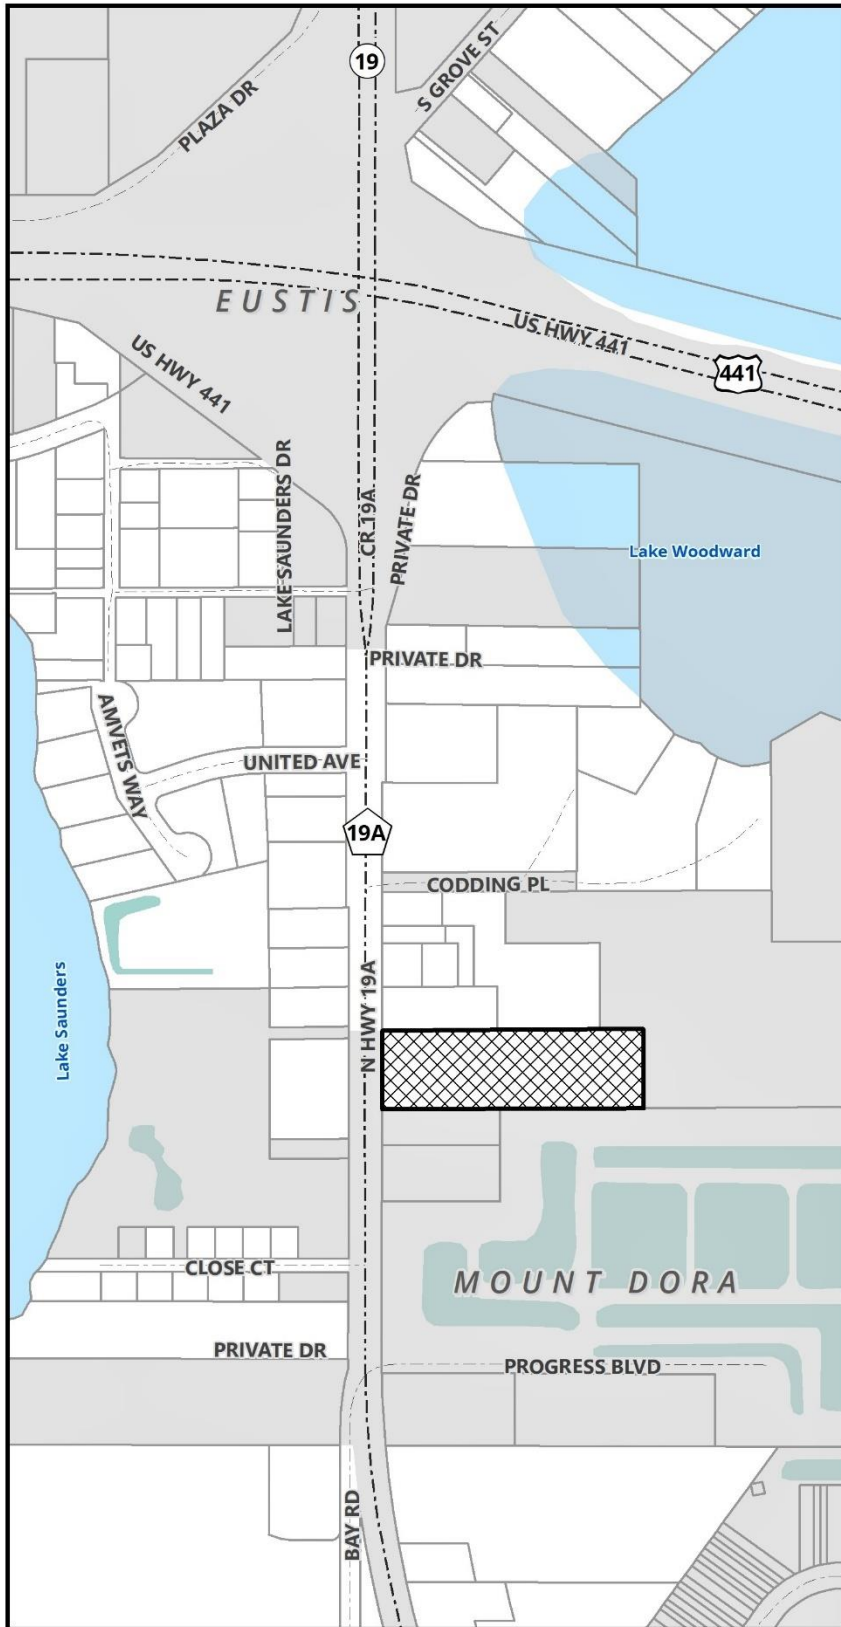 19
S GROVE ST
PLAZA DR
EUSTIS
US HWY 441
US HWY 441
441
LAKE SAUNDERS DR
CR 19A
PRIVATE DR
Lake Woodward
PRIVATE DR
AMVETS WAY
UNITED AVE
19A
CODDING PL
N HWY 19A
Lake Saunders
CLOSE CT
MOUNT DORA
PRIVATE DR
PROGRESS BLVD
BAY RD